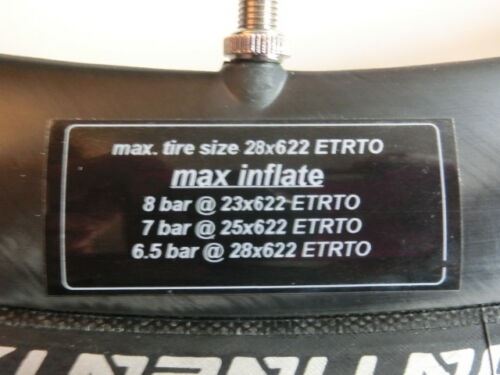 max. tire size 28x622 ETRTO
max inflate
8 bar @ 23x622 ETRTO
7 bar @ 25x622 ETRTO
6.5 bar @ 28x622 ETRTO